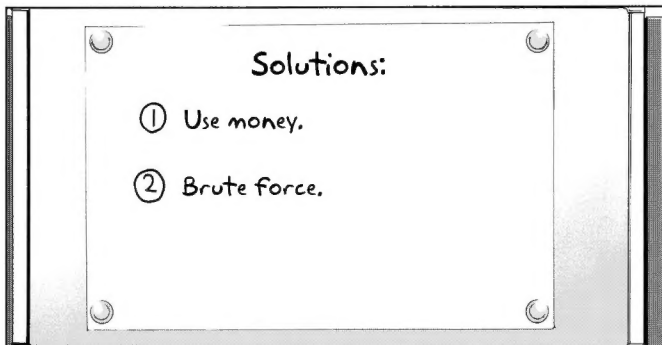 Solutions:
① Use money.
② Brute force.